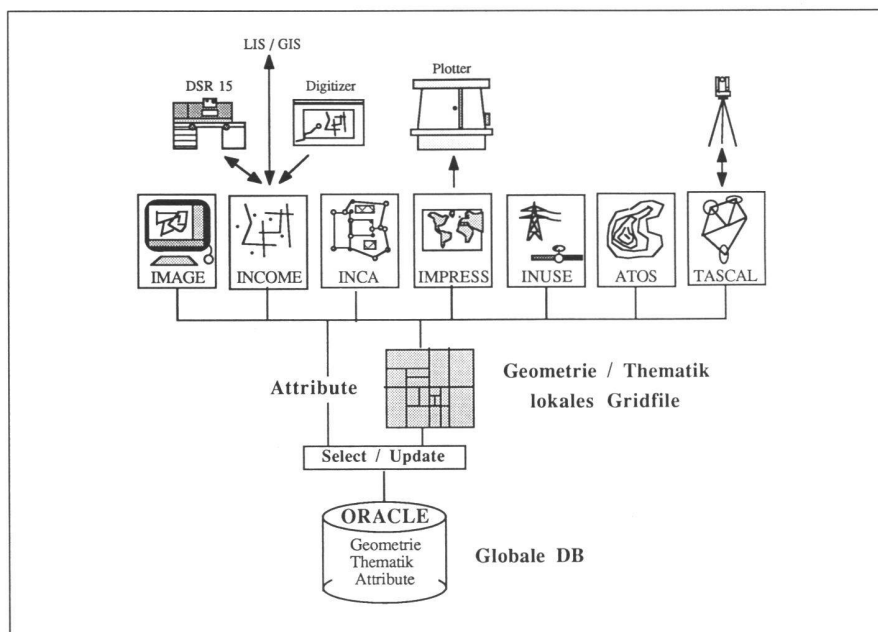 LIS / GIS
DSR 15
Digitizer
Plotter
IMAGE
INCOME
INCA
IMPRESS
INUSE
ATOS
TASCAL
Attribute
Geometrie / Thematik
lokales Gridfile
Select / Update
ORACLE
Geometrie
Thematik
Attribute
Globale DB